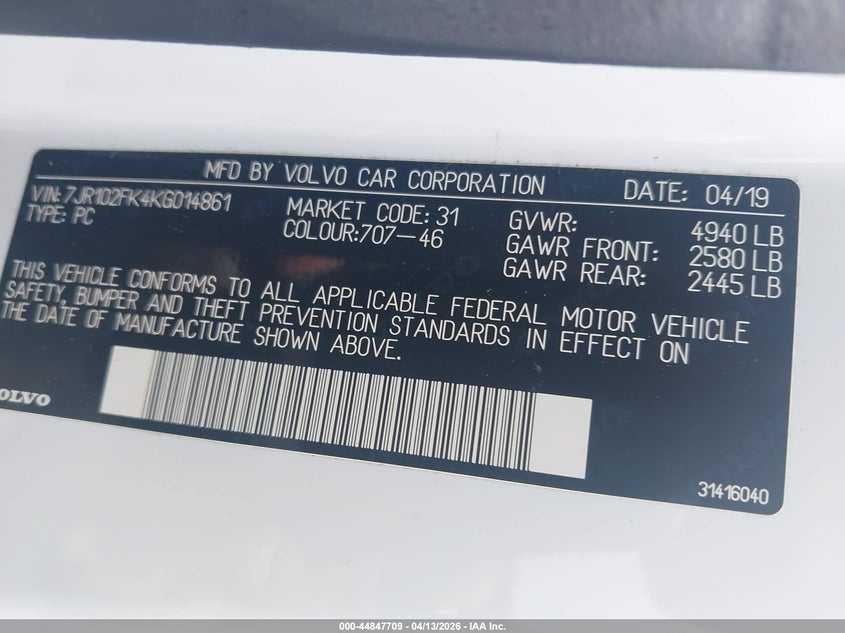 MFD BY VOLVO CAR CORPORATION DATE: 04/19
VIN: 7JR102FK4KG014861 MARKET CODE: 31 GVWR: 4940 LB
TYPE: PC COLOUR:707-46 GAWR FRONT: 2580 LB
GAWR REAR: 2445 LB
THIS VEHICLE CONFORMS TO ALL APPLICABLE FEDERAL MOTOR VEHICLE
SAFETY, BUMPER AND THEFT PREVENTION STANDARDS IN EFFECT ON
THE DATE OF MANUFACTURE SHOWN ABOVE.
VOLVO
31416040
000-44847709 - 04/13/2026 - IAA Inc.